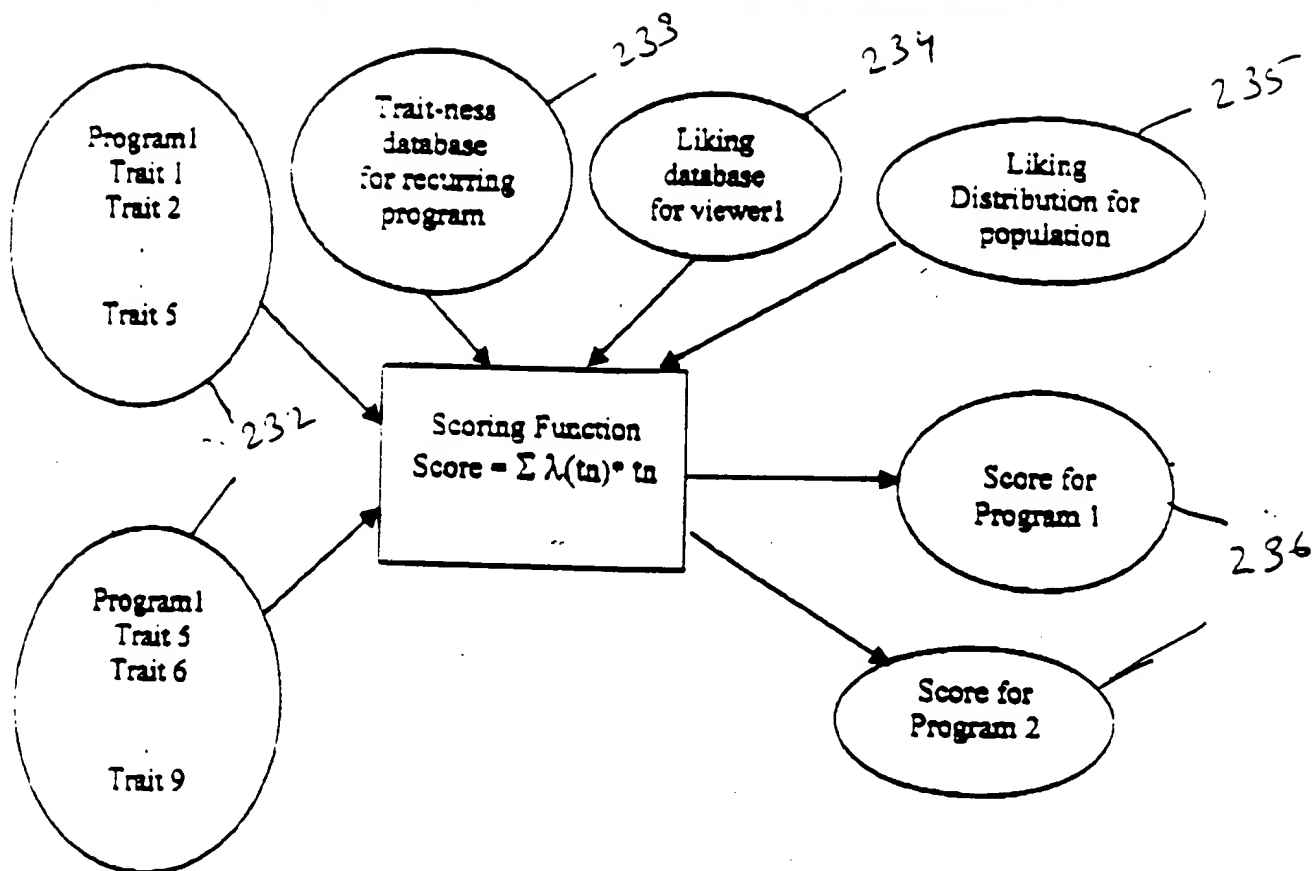 233
234
235
Program1
Trait 1
Trait 2
.
Trait 5
Trait-ness
database
for recurring
program
Liking
database
for viewer1
Liking
Distribution for
population
232
Scoring Function
Score = Σ λ(tn)* tn
Score for
Program 1
236
Program1
Trait 5
Trait 6
.
Trait 9
Score for
Program 2